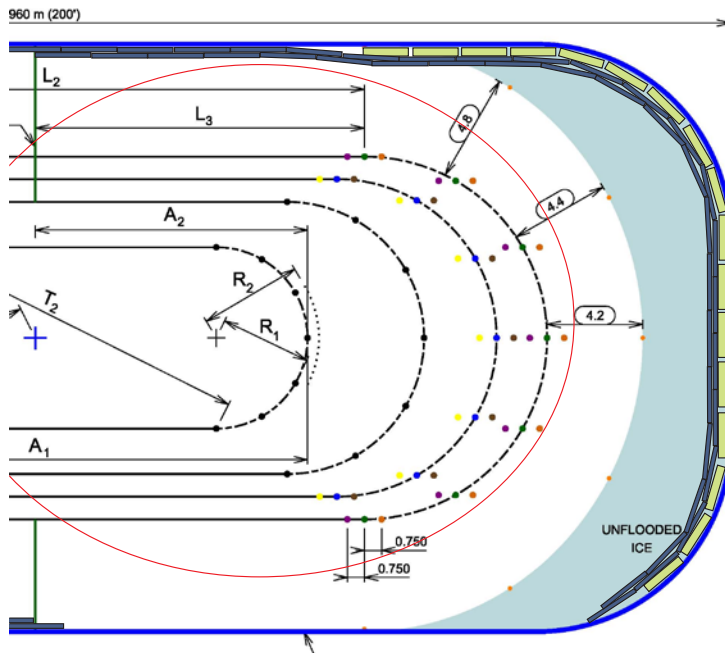 960 m (200')
L2
L3
4.8
4.4
A2
R2
T2
R1
4.2
A1
0.750
0.750
UNFLOODED
ICE